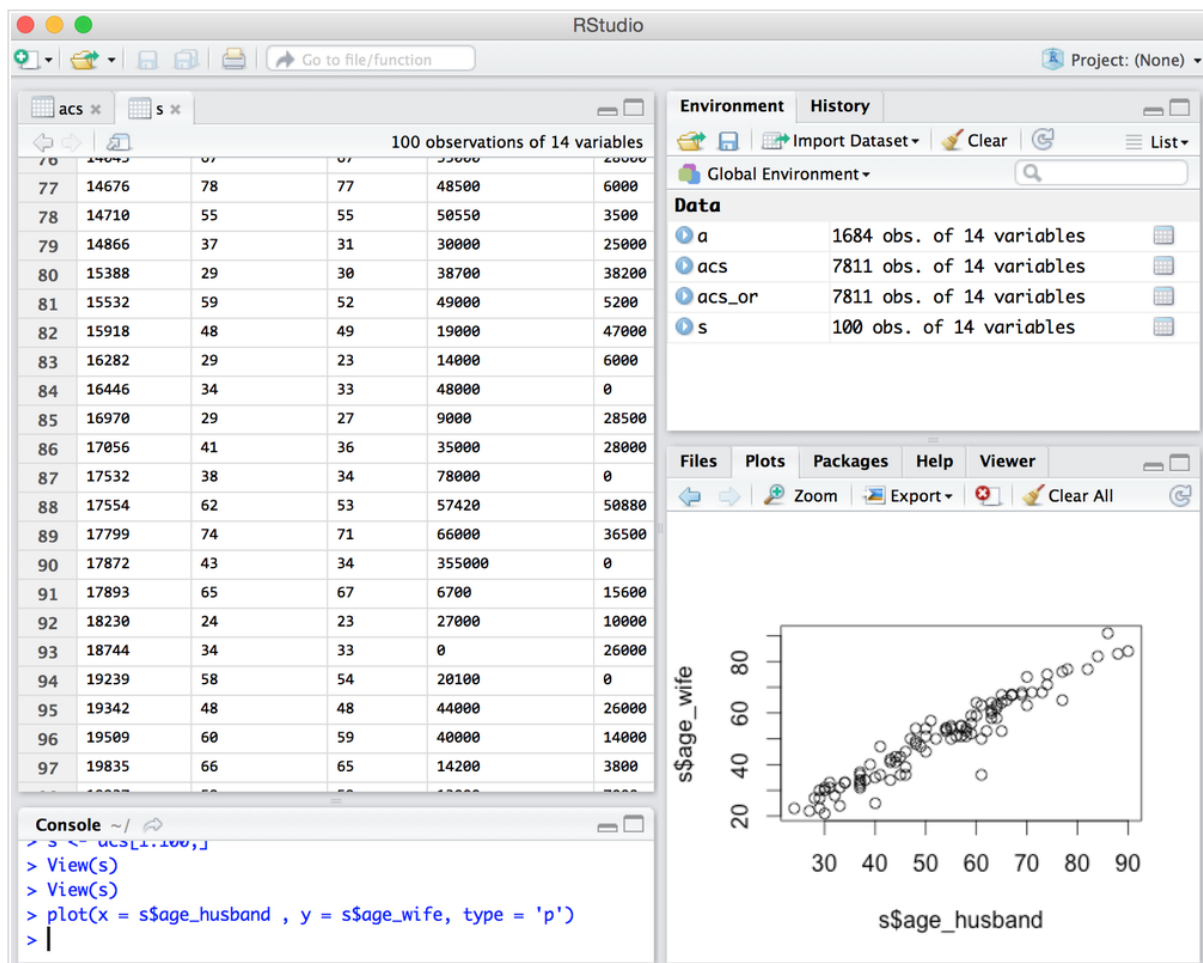 RStudio
Go to file/function
Project: (None)
acs
s
100 observations of 14 variables
77 14676 78 77 48500 6000
78 14710 55 55 50550 3500
79 14866 37 31 30000 25000
80 15388 29 30 38700 38200
81 15532 59 52 49000 5200
82 15918 48 49 19000 47000
83 16282 29 23 14000 6000
84 16446 34 33 48000 0
85 16970 29 27 9000 28500
86 17056 41 36 35000 28000
87 17532 38 34 78000 0
88 17554 62 53 57420 50880
89 17799 74 71 66000 36500
90 17872 43 34 355000 0
91 17893 65 67 6700 15600
92 18230 24 23 27000 10000
93 18744 34 33 0 26000
94 19239 58 54 20100 0
95 19342 48 48 44000 26000
96 19509 60 59 40000 14000
97 19835 66 65 14200 3800
Console ~/
> View(s)
> View(s)
> plot(x = s$age_husband , y = s$age_wife, type = 'p')
>
Environment History
Import Dataset Clear List
Global Environment
Data
a 1684 obs. of 14 variables
acs 7811 obs. of 14 variables
acs_or 7811 obs. of 14 variables
s 100 obs. of 14 variables
Files Plots Packages Help Viewer
Zoom Export Clear All
s$age_wife
80
60
40
20
30 40 50 60 70 80 90
s$age_husband